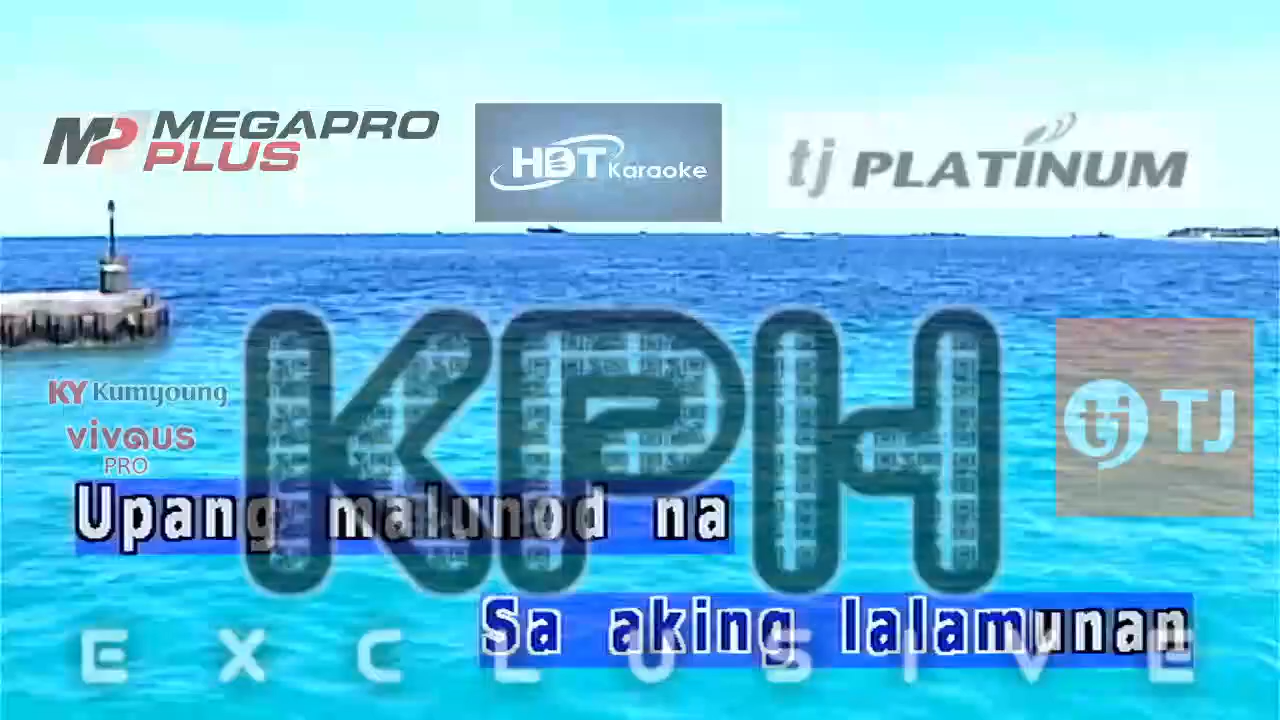 MP MEGAPRO
PLUS
HDT Karaoke
tj PLATINUM
KPH
KY Kumyoung
vivaus
PRO
tj TJ
Upang malunod na
Sa aking lalamunan
EXCLUSIVE